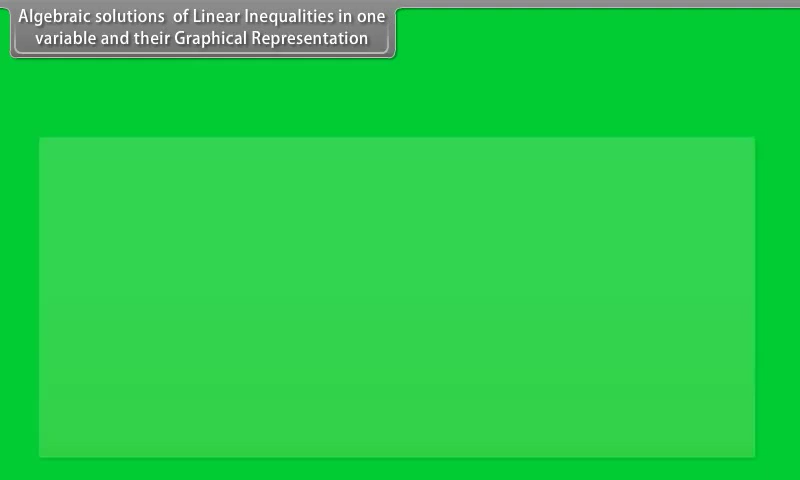 Algebraic solutions  of Linear Inequalities in one
variable and their Graphical Representation